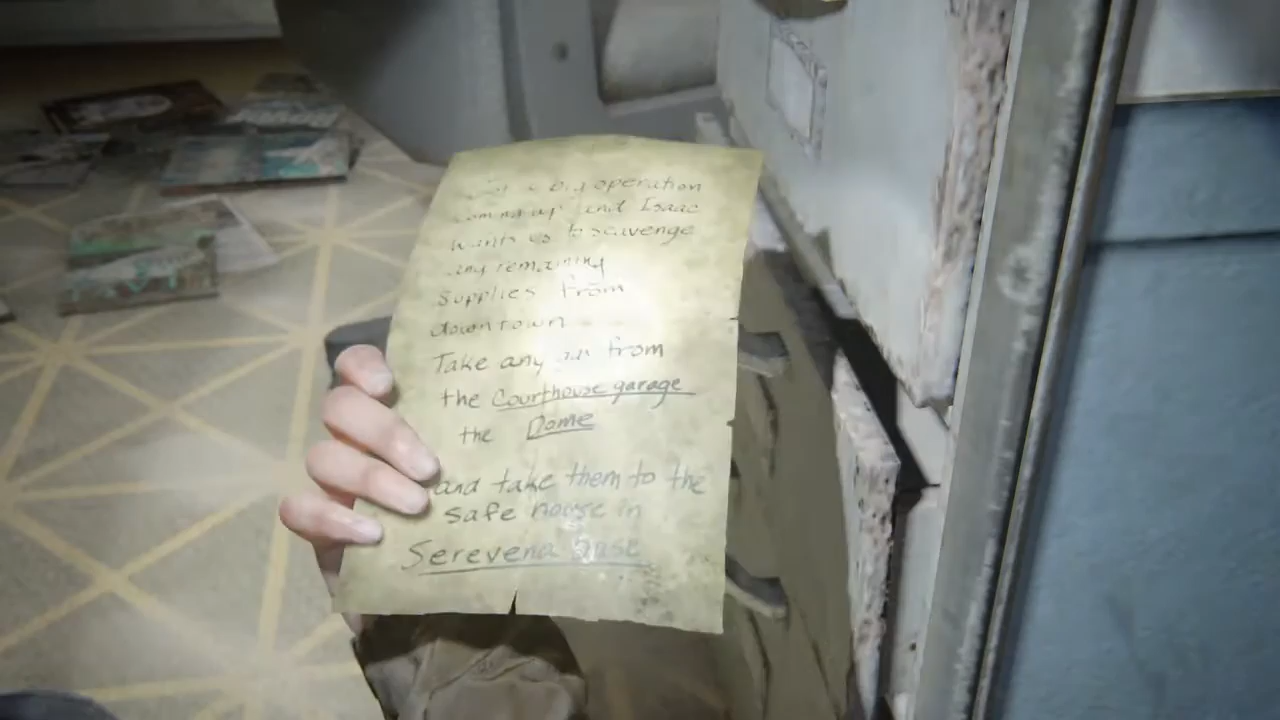 a big operation
coming up and Isaac
wants us to scavenge
any remaining
supplies from
downtown
Take any from
the Courthouse garage
the Dome
and take them to the
safe house in
Serevena base